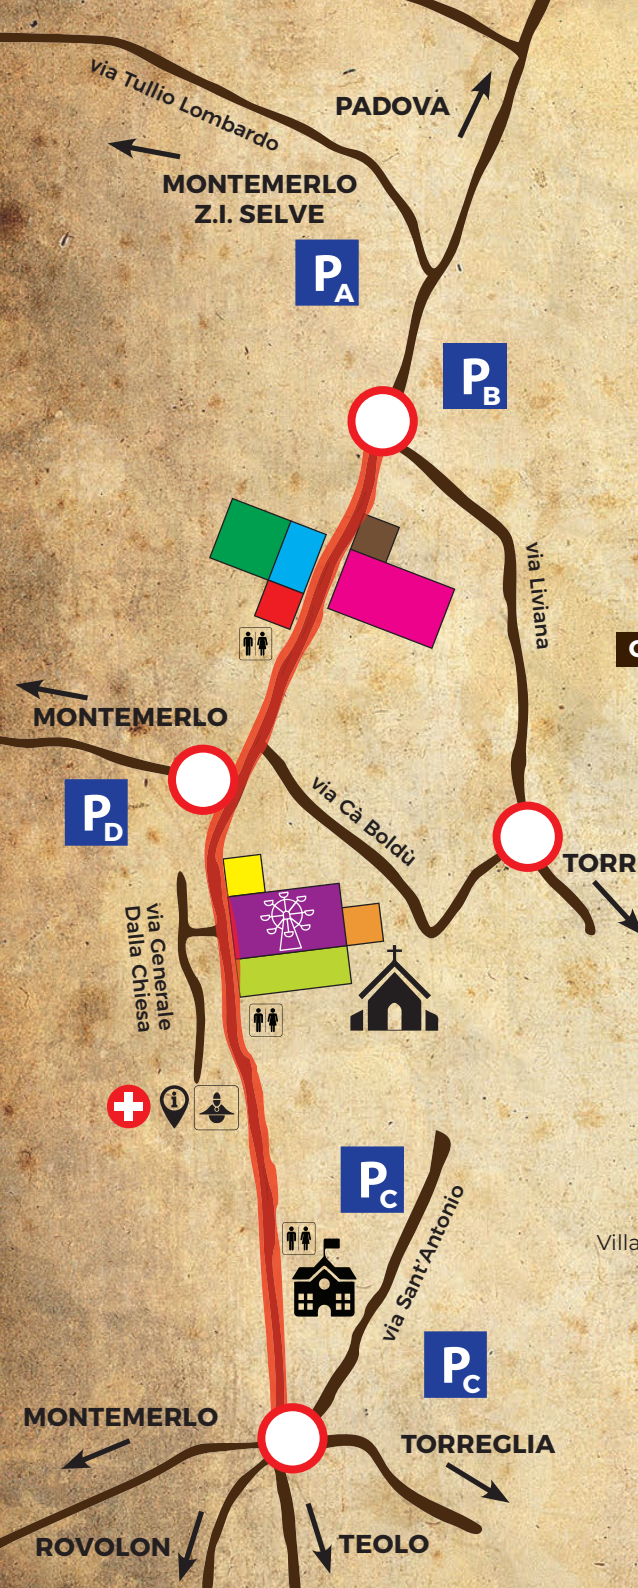 via Tullio Lombardo
PADOVA
MONTEMERLO
Z.I. SELVE
PA
PB
via Liviana
C
MONTEMERLO
PD
via Cà Boldù
TORR
via Generale
Dalla Chiesa
i
PC
via Sant'Antonio
Villa
PC
MONTEMERLO
TORREGLIA
ROVOLON
TEOLO